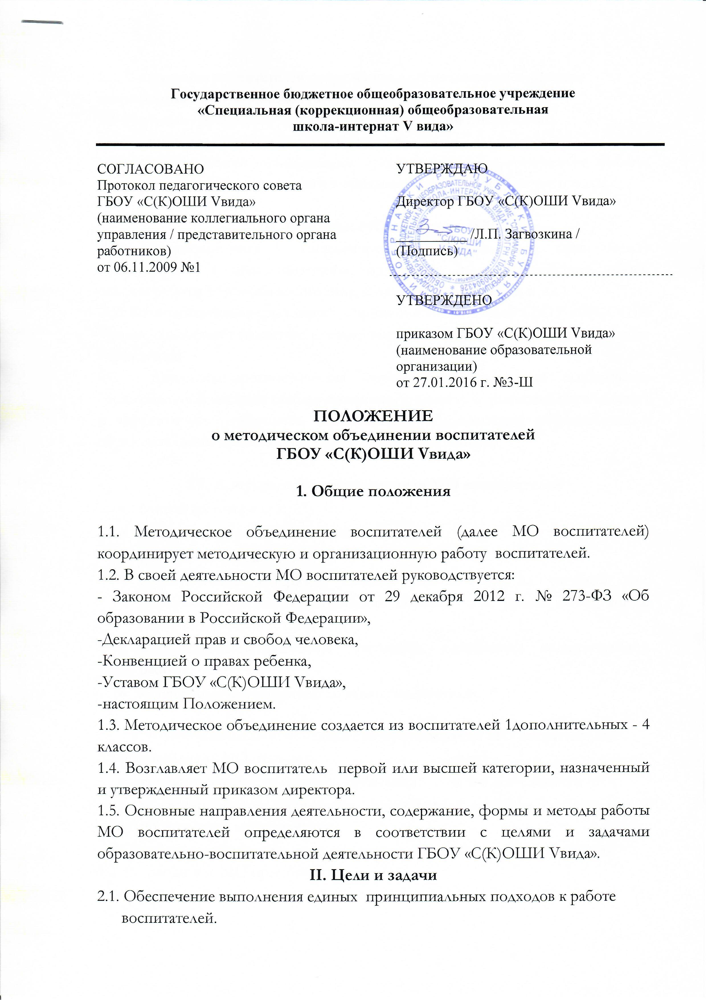 Государственное бюджетное общеобразовательное учреждение
«Специальная (коррекционная) общеобразовательная
школа-интернат V вида»
СОГЛАСОВАНО
Протокол педагогического совета
ГБОУ «С(К)ОШИ Vвида»
(наименование коллегиального органа
управления / представительного органа
работников)
от 06.11.2009 №1
УТВЕРЖДАЮ
Директор ГБОУ «С(К)ОШИ Vвида»
/Л.П. Загвозкина /
(Подпись)
ГБОУ
"С(К)ОШИ
V ВИДА"
УТВЕРЖДЕНО
приказом ГБОУ «С(К)ОШИ Vвида»
(наименование образовательной
организации)
от 27.01.2016 г. №3-Ш
ПОЛОЖЕНИЕ
о методическом объединении воспитателей
ГБОУ «С(К)ОШИ Vвида»
1. Общие положения
1.1. Методическое объединение воспитателей (далее МО воспитателей)
координирует методическую и организационную работу воспитателей.
1.2. В своей деятельности МО воспитателей руководствуется:
- Законом Российской Федерации от 29 декабря 2012 г. № 273-ФЗ «Об
образовании в Российской Федерации»,
-Декларацией прав и свобод человека,
-Конвенцией о правах ребенка,
-Уставом ГБОУ «С(К)ОШИ Vвида»,
-настоящим Положением.
1.3. Методическое объединение создается из воспитателей 1дополнительных - 4
классов.
1.4. Возглавляет МО воспитатель первой или высшей категории, назначенный
и утвержденный приказом директора.
1.5. Основные направления деятельности, содержание, формы и методы работы
МО воспитателей определяются в соответствии с целями и задачами
образовательно-воспитательной деятельности ГБОУ «С(К)ОШИ Vвида».
II. Цели и задачи
2.1. Обеспечение выполнения единых принципиальных подходов к работе
воспитателей.